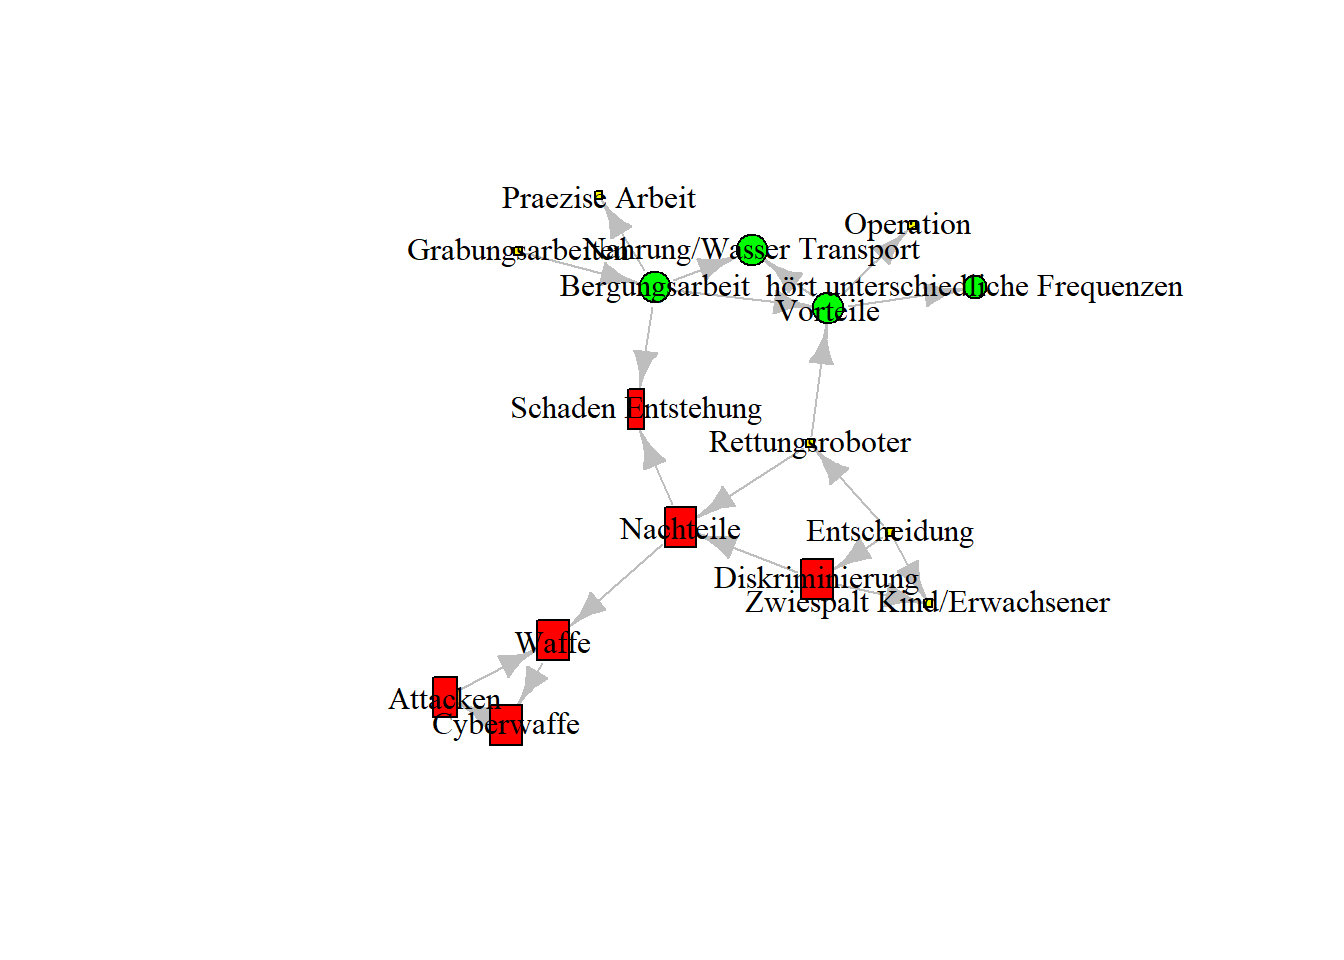 Praezise Arbeit
Operation
Grabungsarbeiten
Nahrung/Wasser Transport
Bergungsarbeit
hört unterschiedliche Frequenzen
Vorteile
Schaden Entstehung
Rettungsroboter
Nachteile
Entscheidung
Diskriminierung
Zwiespalt Kind/Erwachsener
Waffe
Attacken
Cyberwaffe